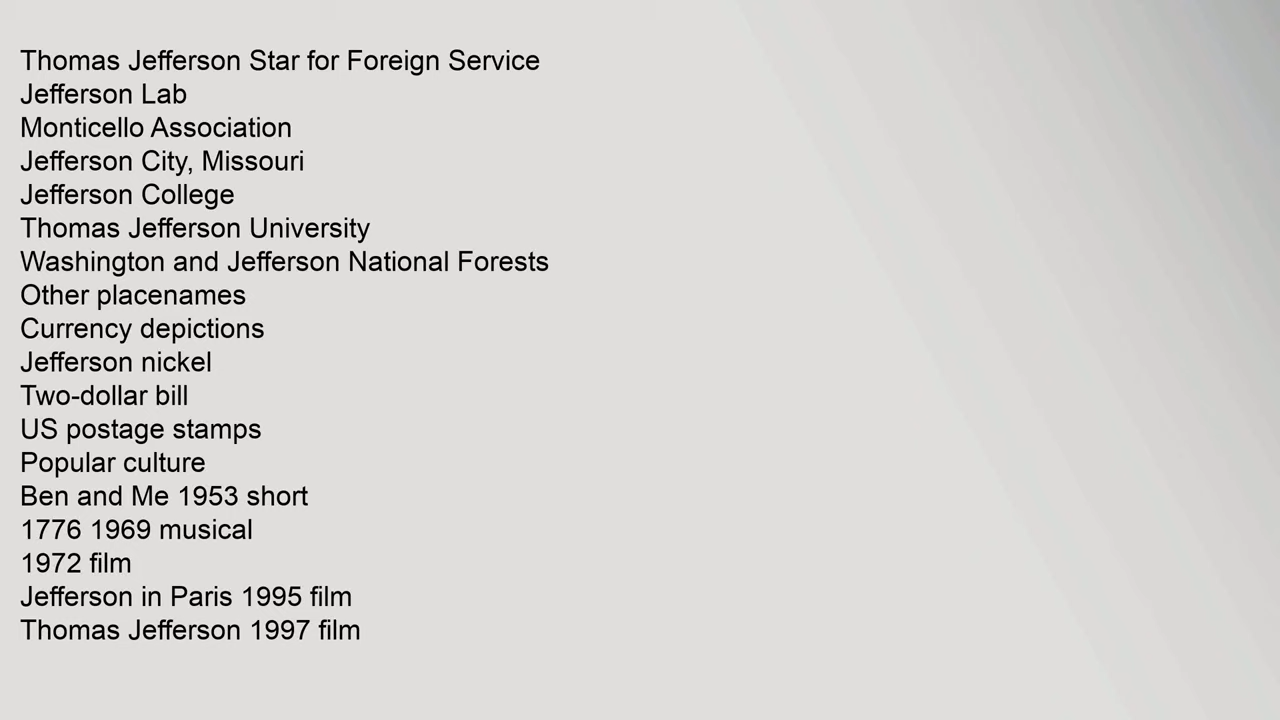 Thomas Jefferson Star for Foreign Service
Jefferson Lab
Monticello Association
Jefferson City, Missouri
Jefferson College
Thomas Jefferson University
Washington and Jefferson National Forests
Other placenames
Currency depictions
Jefferson nickel
Two-dollar bill
US postage stamps
Popular culture
Ben and Me 1953 short
1776 1969 musical
1972 film
Jefferson in Paris 1995 film
Thomas Jefferson 1997 film